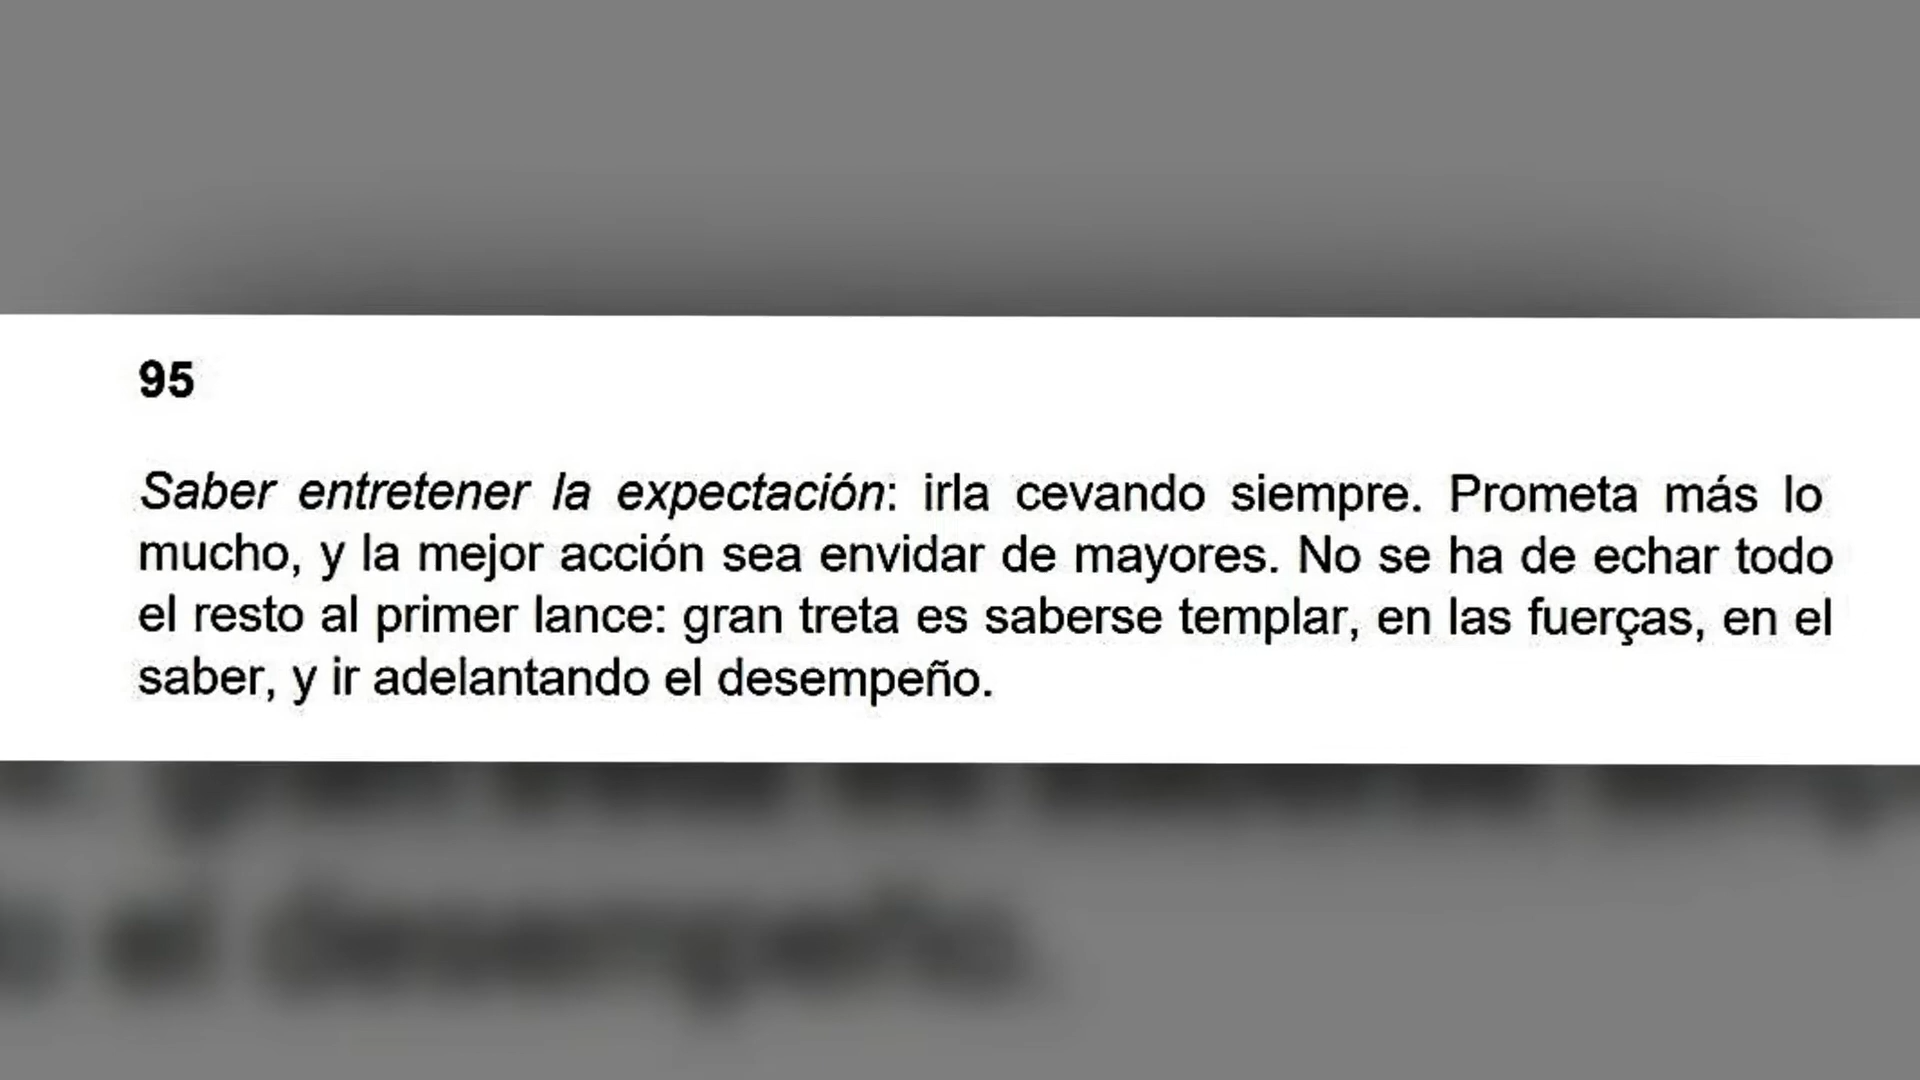 95
Saber entretener la expectación: irla cevando siempre. Prometa más lo
mucho, y la mejor acción sea envidar de mayores. No se ha de echar todo
el resto al primer lance: gran treta es saberse templar, en las fuerças, en el
saber, y ir adelantando el desempeño.